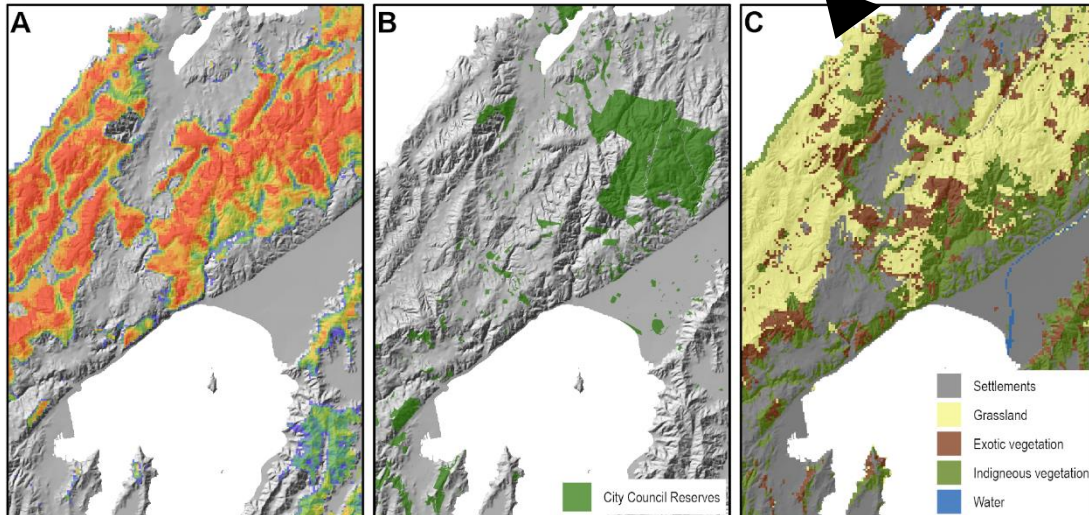 A
B
C
City Council Reserves
Settlements
Grassland
Exotic vegetation
Indigneous vegetation
Water